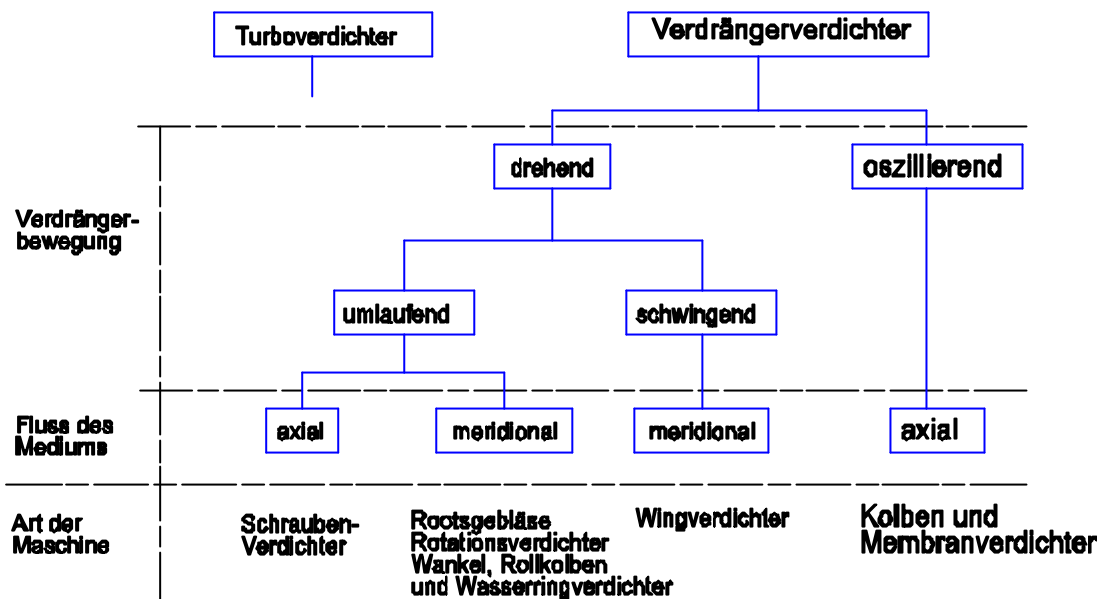 Turboverdichter
Verdrängerverdichter
drehend
oszillierend
Verdränger-
bewegung
umlaufend
schwingend
Fluss des
Mediums
axial
meridional
meridional
axial
Art der
Maschine
Schrauben-
Verdichter
Rootsgebläse
Rotationsverdichter
Wankel, Rollkolben
und Wasserringverdichter
Wingverdichter
Kolben und
Membranverdichter